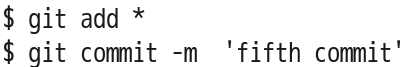 $ git add *
$ git commit -m  'fifth commit'